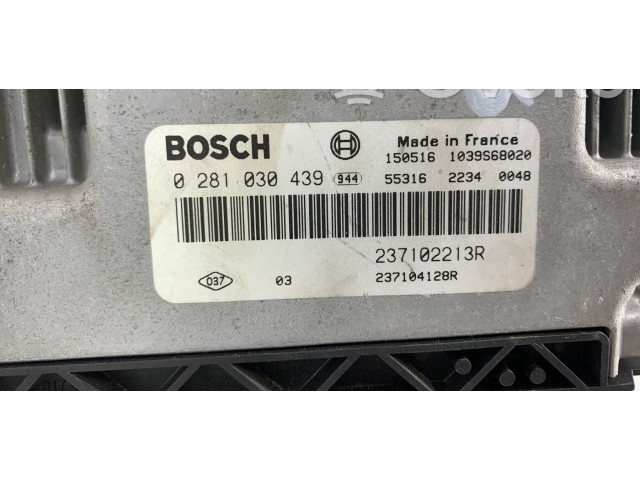 BOSCH Made in France
150516 1039S68020
0 281 030 439 944 55316 2234 0048
237102213R
037 03 237104128R